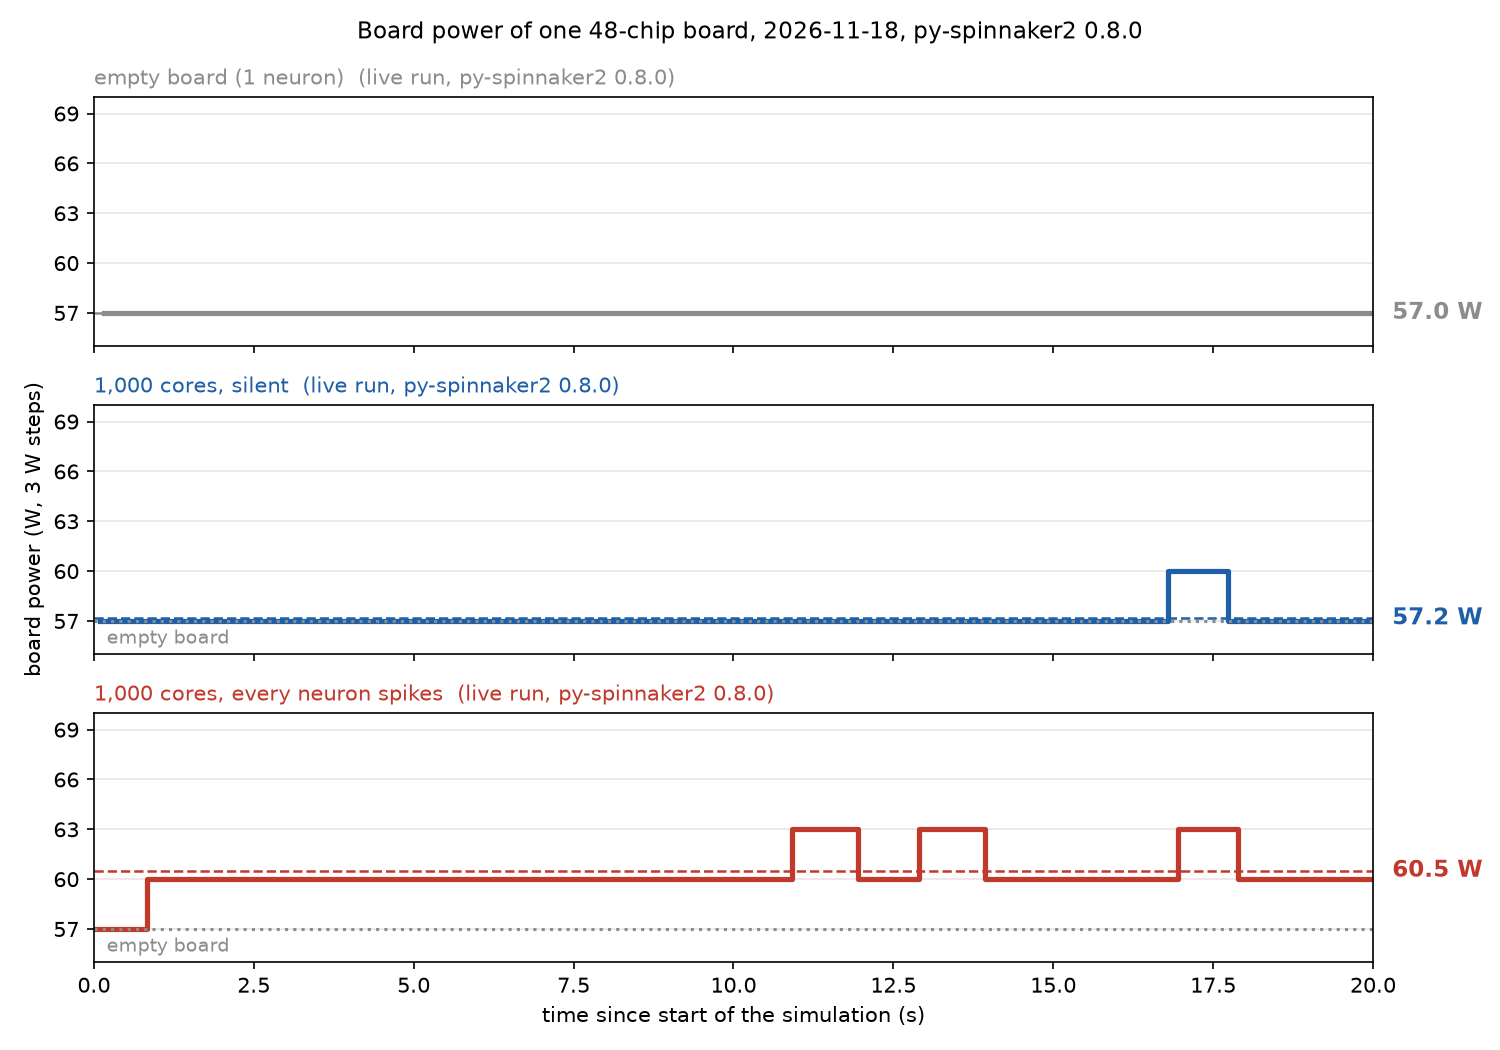 Board power of one 48-chip board, 2026-11-18, py-spinnaker2 0.8.0
empty board (1 neuron)  (live run, py-spinnaker2 0.8.0)
69
66
63
60
57
57.0 W
board power (W, 3 W steps)
1,000 cores, silent  (live run, py-spinnaker2 0.8.0)
69
66
63
60
57
empty board
57.2 W
1,000 cores, every neuron spikes  (live run, py-spinnaker2 0.8.0)
69
66
63
60
57
empty board
60.5 W
0.0 2.5 5.0 7.5 10.0 12.5 15.0 17.5 20.0
time since start of the simulation (s)